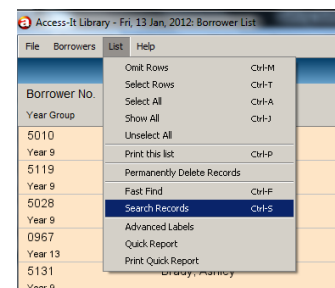 Access-It Library - Fri, 13 Jan, 2012: Borrower List
File Borrowers List Help
Omit Rows Ctrl-M
Select Rows Ctrl-T
Select All Ctrl-A
Show All Ctrl-J
Unselect All
Print this list Ctrl-P
Permanently Delete Records
Fast Find Ctrl-F
Search Records Ctrl-S
Advanced Labels
Quick Report
Print Quick Report
Borrower No.
Year Group
5010
Year 9
5119
Year 9
5028
Year 9
0967
Year 13
5131 Brady, Ashley
Year 9